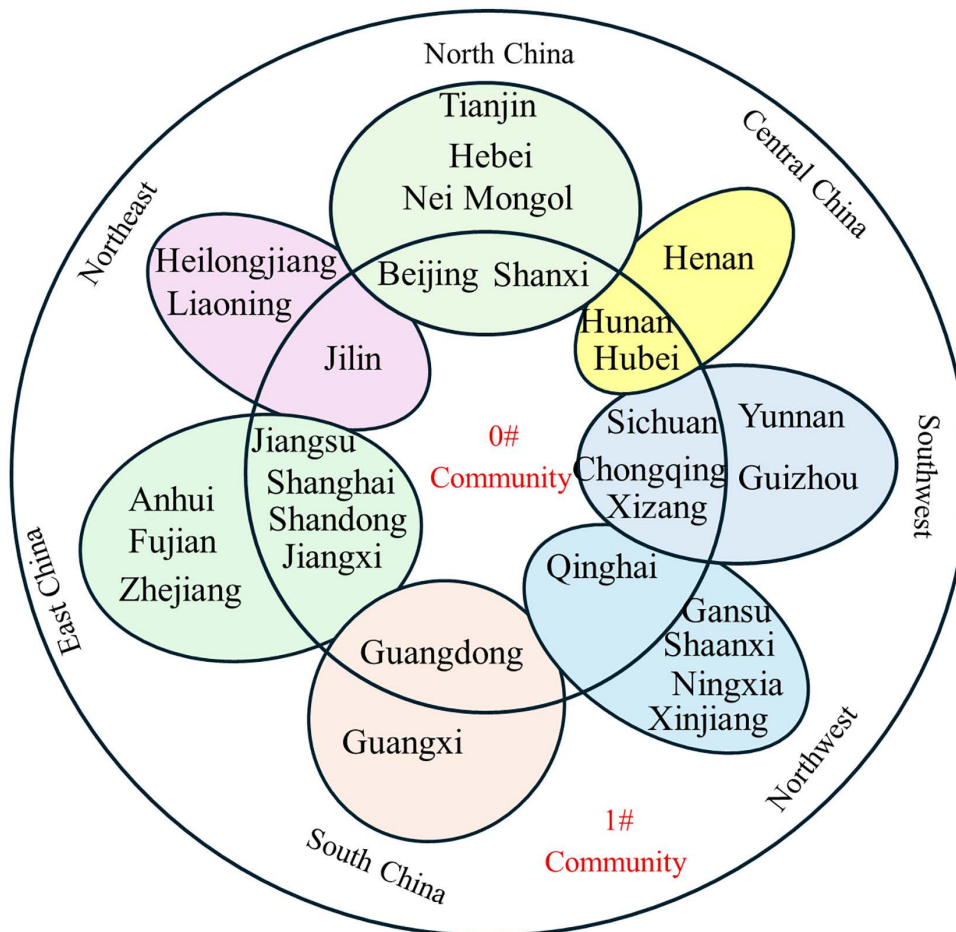 North China
Tianjin
Hebei
Nei Mongol
Beijing Shanxi
Central China
Henan
Hunan
Hubei
Northeast
Heilongjiang
Liaoning
Jilin
0#
Community
Southwest
Sichuan
Yunnan
Chongqing
Guizhou
Xizang
East China
Jiangsu
Shanghai
Shandong
Jiangxi
Anhui
Fujian
Zhejiang
Northwest
Qinghai
Gansu
Shaanxi
Ningxia
Xinjiang
South China
Guangdong
Guangxi
1#
Community